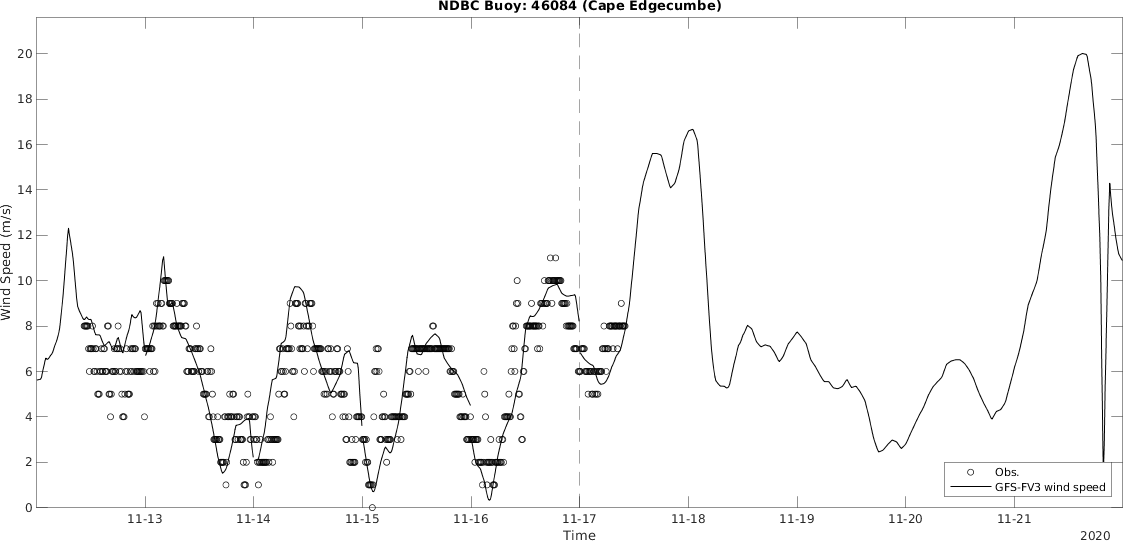 NDBC Buoy: 46084 (Cape Edgecumbe)
Wind Speed (m/s)
20
18
16
14
12
10
8
6
4
2
0
Obs.
GFS-FV3 wind speed
11-13 11-14 11-15 11-16 11-17 11-18 11-19 11-20 11-21
Time
2020